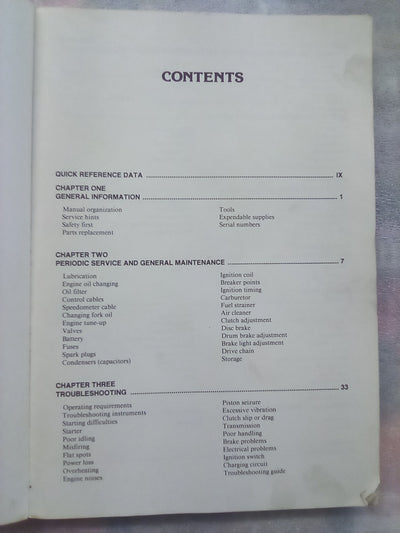 CONTENTS
QUICK REFERENCE DATA ........ IX
CHAPTER ONE
GENERAL INFORMATION ........ 1
Manual organization
Service hints
Safety first
Parts replacement
Tools
Expendable supplies
Serial numbers
CHAPTER TWO
PERIODIC SERVICE AND GENERAL MAINTENANCE ........ 7
Lubrication
Engine oil changing
Oil filter
Control cables
Speedometer cable
Changing fork oil
Engine tune-up
Valves
Battery
Fuses
Spark plugs
Condensers (capacitors)
Ignition coil
Breaker points
Ignition timing
Carburetor
Fuel strainer
Air cleaner
Clutch adjustment
Disc brake
Drum brake adjustment
Brake light adjustment
Drive chain
Storage
CHAPTER THREE
TROUBLESHOOTING ........ 33
Operating requirements
Troubleshooting instruments
Starting difficulties
Starter
Poor idling
Misfiring
Flat spots
Power loss
Overheating
Engine noises
Piston seizure
Excessive vibration
Clutch slip or drag
Transmission
Poor handling
Brake problems
Electrical problems
Ignition switch
Charging circuit
Troubleshooting guide